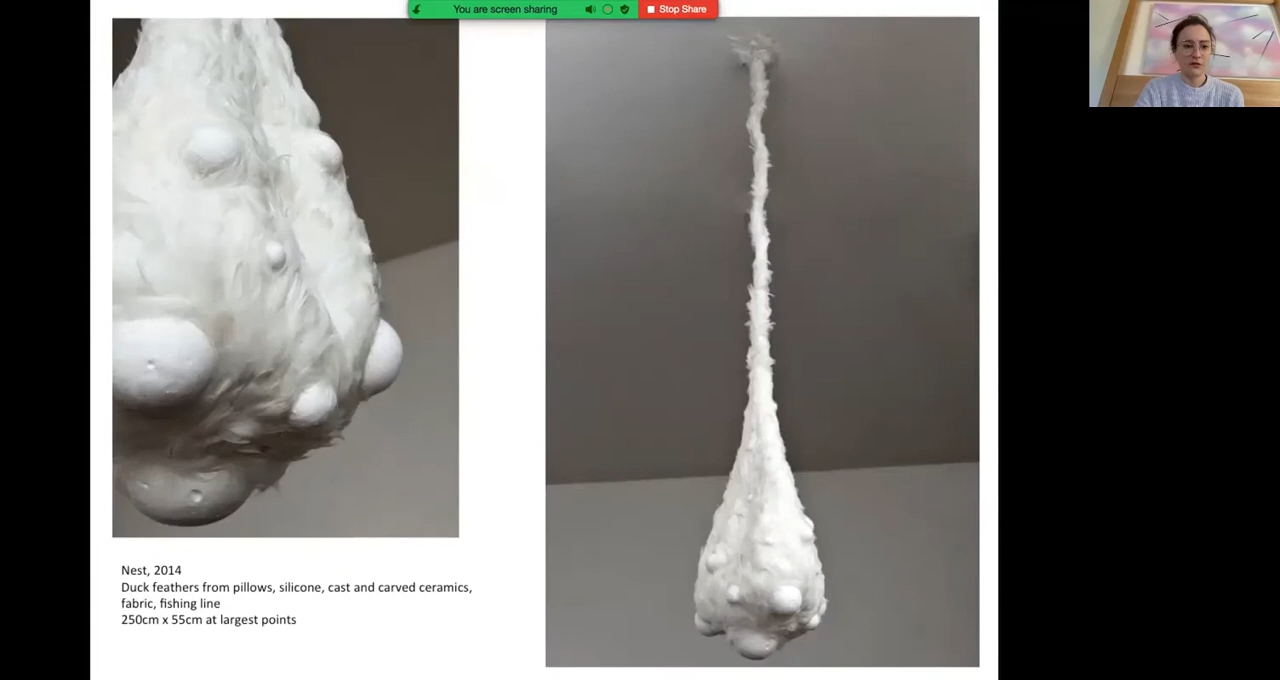 You are screen sharing
Stop Share
Nest, 2014
Duck feathers from pillows, silicone, cast and carved ceramics,
fabric, fishing line
250cm x 55cm at largest points